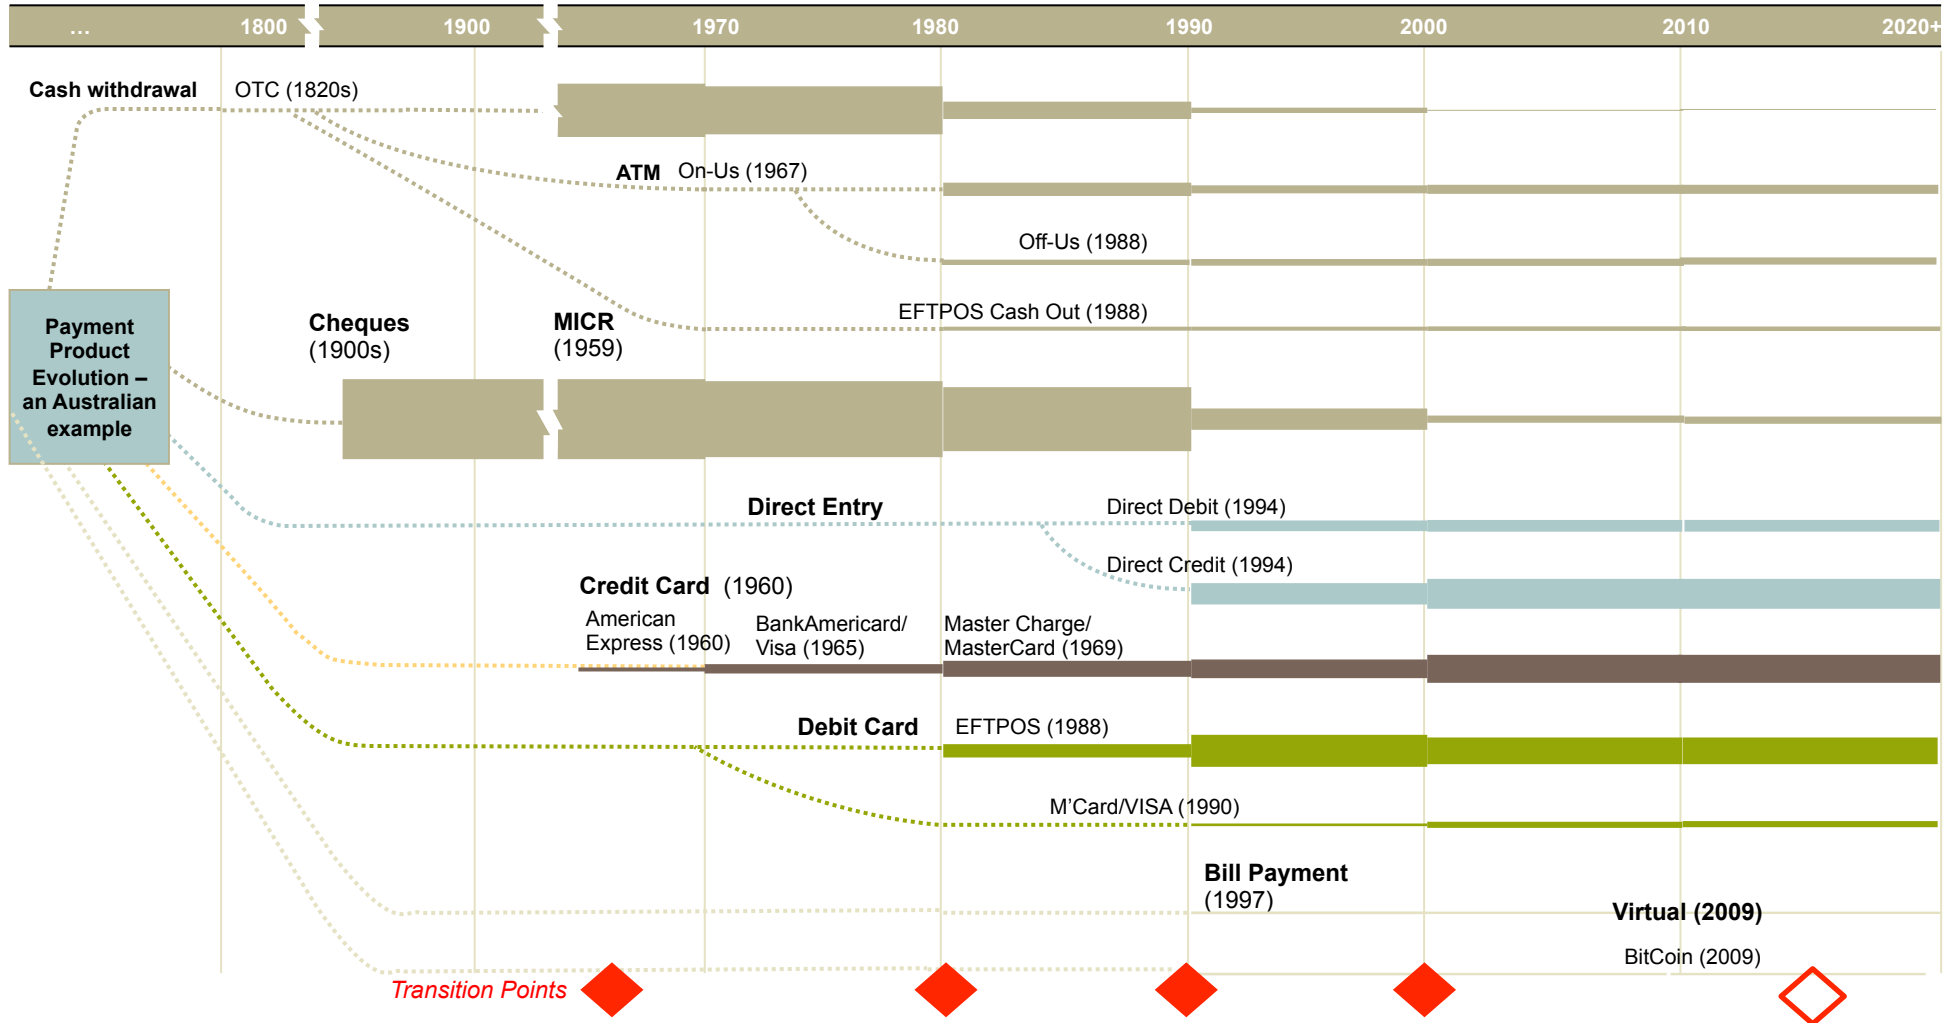 ... 1800 1900 1970 1980 1990 2000 2010 2020+
Cash withdrawal OTC (1820s)
ATM On-Us (1967)
Off-Us (1988)
EFTPOS Cash Out (1988)
Payment
Product
Evolution –
an Australian
example
Cheques
(1900s)
MICR
(1959)
Direct Entry Direct Debit (1994)
Direct Credit (1994)
Credit Card (1960)
American
Express (1960)
BankAmericard/
Visa (1965)
Master Charge/
MasterCard (1969)
Debit Card EFTPOS (1988)
M'Card/VISA (1990)
Bill Payment
(1997)
Virtual (2009)
BitCoin (2009)
Transition Points